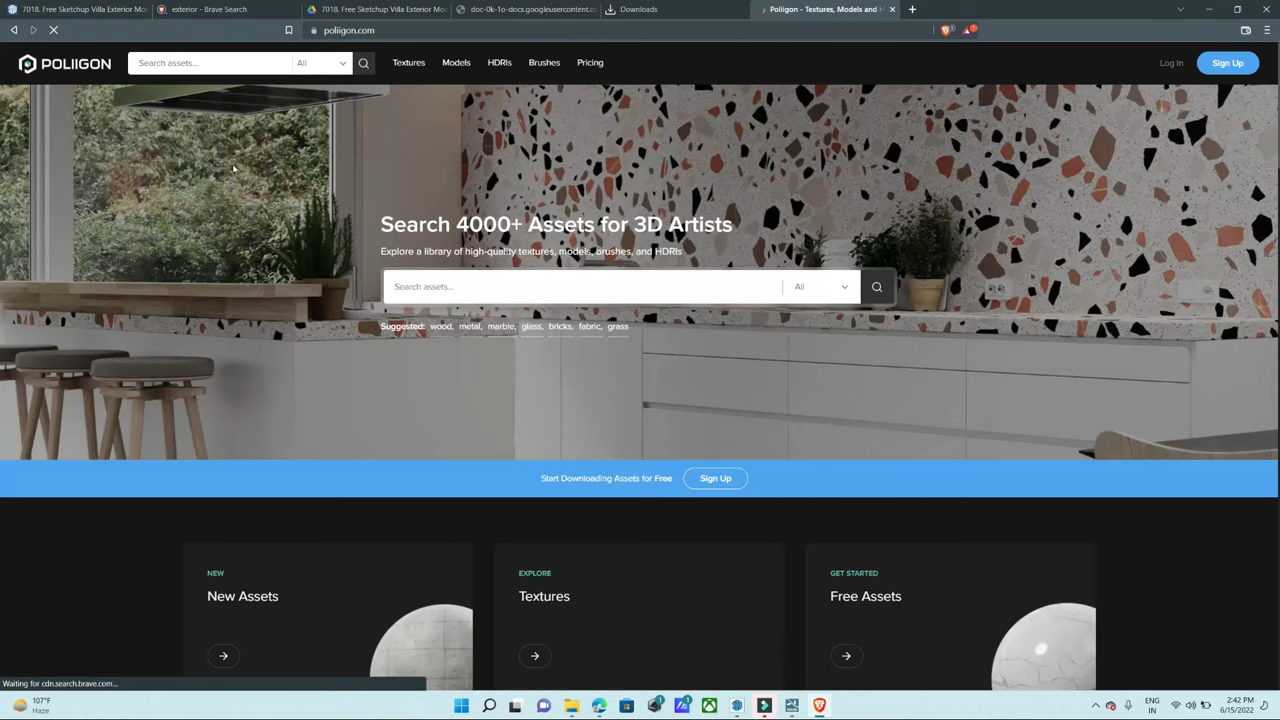 7018. Free Sketchup Villa Exterior Mo
exterior - Brave Search
7018. Free Sketchup Villa Exterior Mo
doc-0k-1o-docs.googleusercontent.c
Downloads
Poliigon - Textures, Models and H
poliigon.com
POLIIGON
Search assets...
All
Textures
Models
HDRIs
Brushes
Pricing
Log In
Sign Up
Search 4000+ Assets for 3D Artists
Explore a library of high-quality textures, models, brushes, and HDRIs
Search assets...
All
Suggested: wood, metal, marble, glass, bricks, fabric, grass
Start Downloading Assets for Free
Sign Up
NEW
New Assets
EXPLORE
Textures
GET STARTED
Free Assets
Waiting for cdn.search.brave.com...
107°F
Haze
ENG
IN
2:42 PM
6/15/2022